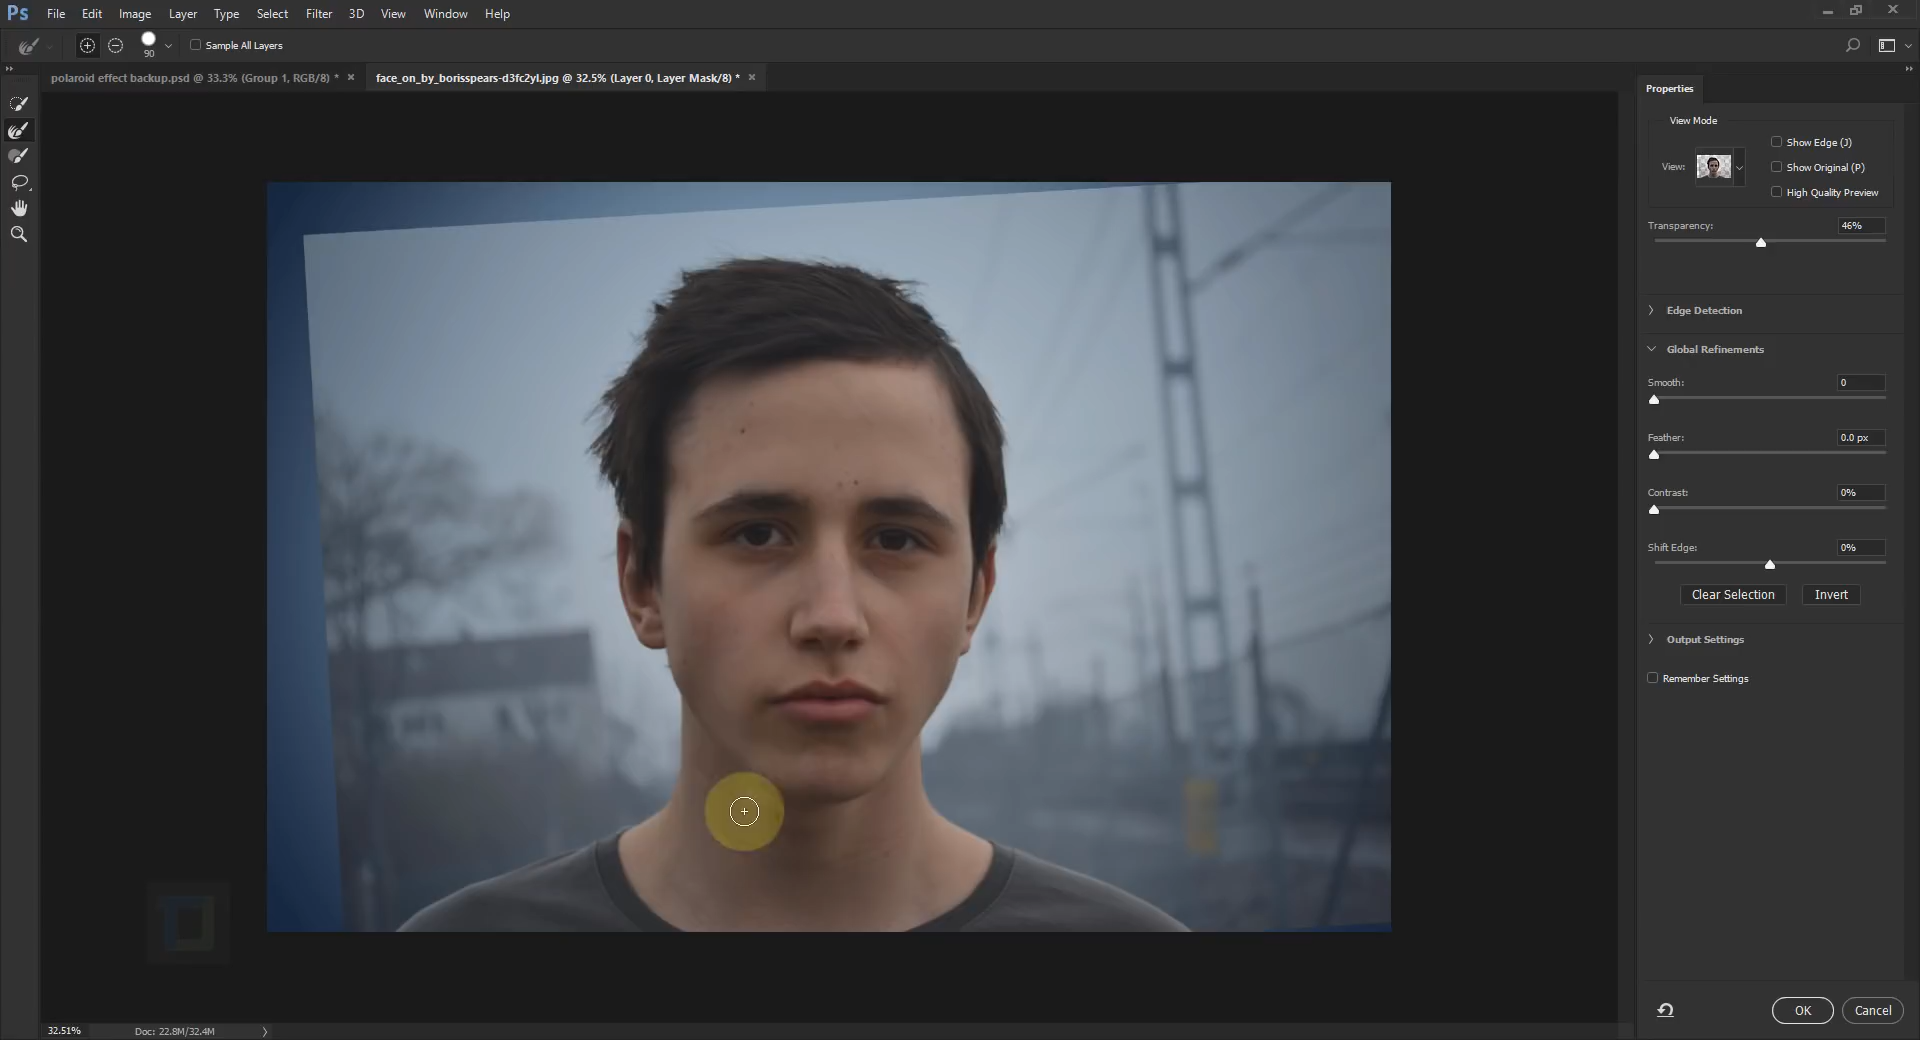 Ps File Edit Image Layer Type Select Filter 3D View Window Help
90 Sample All Layers
polaroid effect backup.psd @ 33.3% (Group 1, RGB/8) * × face_on_by_borisspears-d3fc2yl.jpg @ 32.5% (Layer 0, Layer Mask/8) * ×
Properties
View Mode
Show Edge (J)
View:
Show Original (P)
High Quality Preview
Transparency: 46%
Edge Detection
Global Refinements
Smooth: 0
Feather: 0.0 px
Contrast: 0%
Shift Edge: 0%
Clear Selection Invert
Output Settings
Remember Settings
OK Cancel
32.51% Doc: 22.8M/32.4M